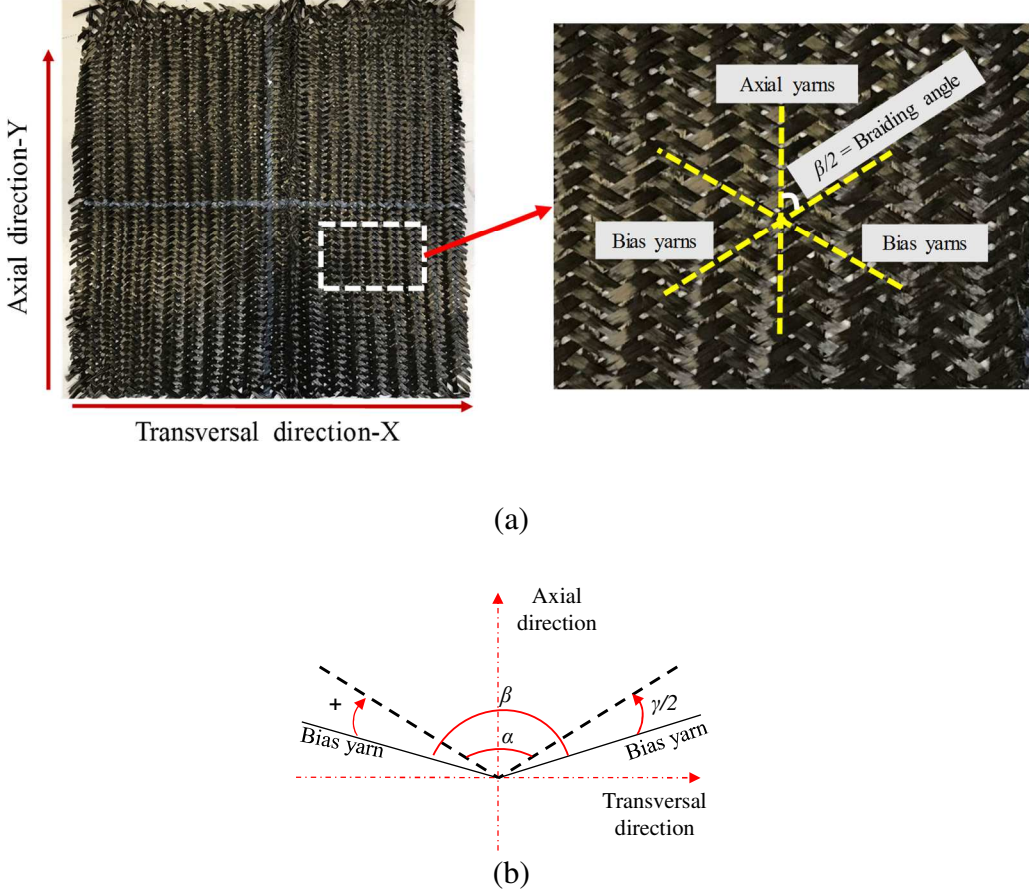 Axial direction-Y
Transversal direction-X
Axial yarns
β/2 = Braiding angle
Bias yarns
Bias yarns
(a)
Axial
direction
+
β
α
γ/2
Bias yarn
Bias yarn
Transversal
direction
(b)